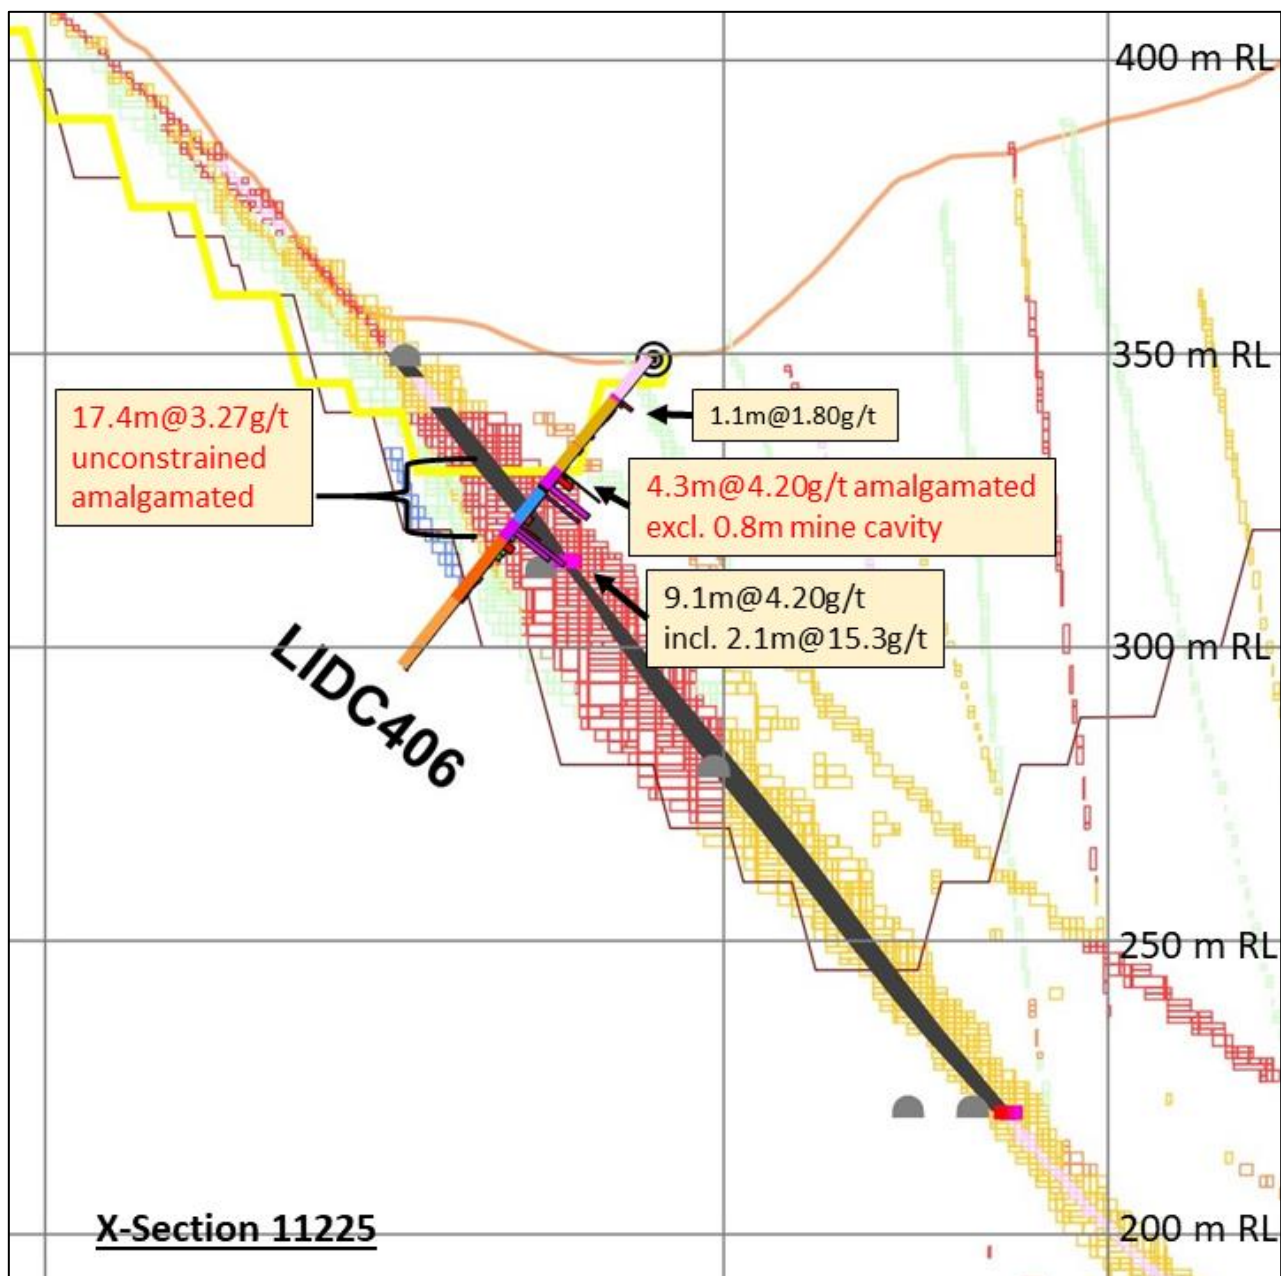 400 m RL
350 m RL
17.4m@3.27g/t
unconstrained
amalgamated
1.1m@1.80g/t
4.3m@4.20g/t amalgamated
excl. 0.8m mine cavity
9.1m@4.20g/t
incl. 2.1m@15.3g/t
300 m RL
LIDC406
250 m RL
X-Section 11225
200 m RL